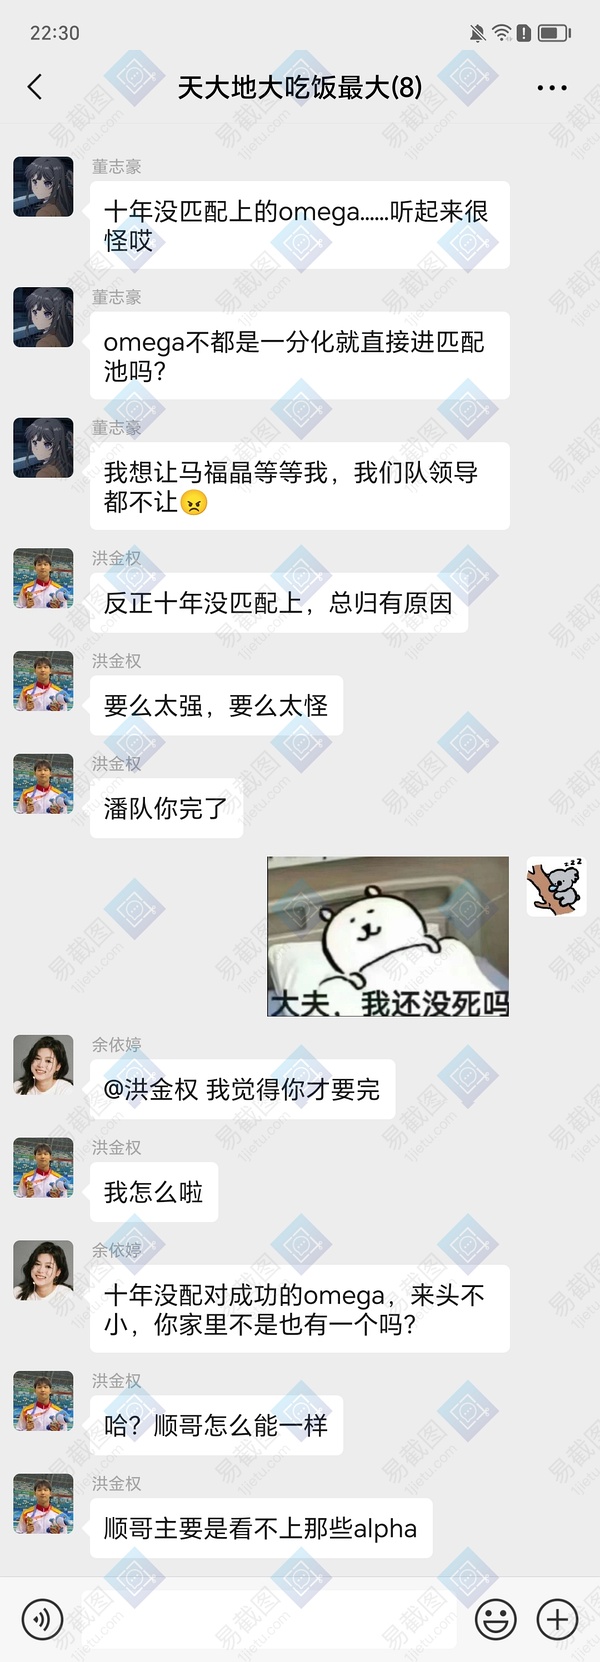 22:30
天大地大吃饭最大(8)
董志豪
十年没匹配上的omega......听起来很
怪哎
董志豪
omega不都是一分化就直接进匹配
池吗?
董志豪
我想让马福晶等等我，我们队领导
都不让😠
洪金权
反正十年没匹配上，总归有原因
洪金权
要么太强，要么太怪
洪金权
潘队你完了
zzz
大夫，我还没死吗
余依婷
@洪金权 我觉得你才要完
洪金权
我怎么啦
余依婷
十年没配对成功的omega，来头不
小，你家里不是也有一个吗?
洪金权
哈？顺哥怎么能一样
洪金权
顺哥主要是看不上那些alpha
易截图
1jietu.com